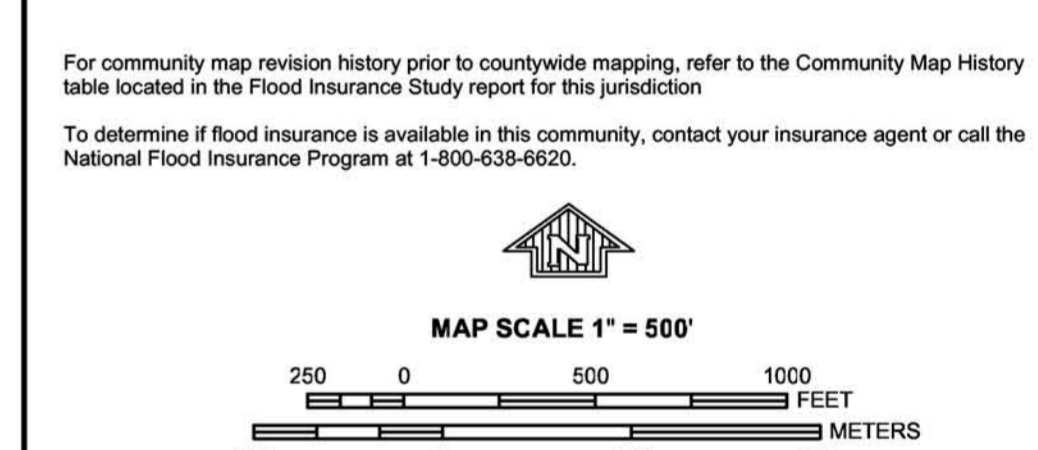 For community map revision history prior to countywide mapping, refer to the Community Map History
table located in the Flood Insurance Study report for this jurisdiction
To determine if flood insurance is available in this community, contact your insurance agent or call the
National Flood Insurance Program at 1-800-638-6620.
N
MAP SCALE 1" = 500'
250 0 500 1000
FEET
METERS